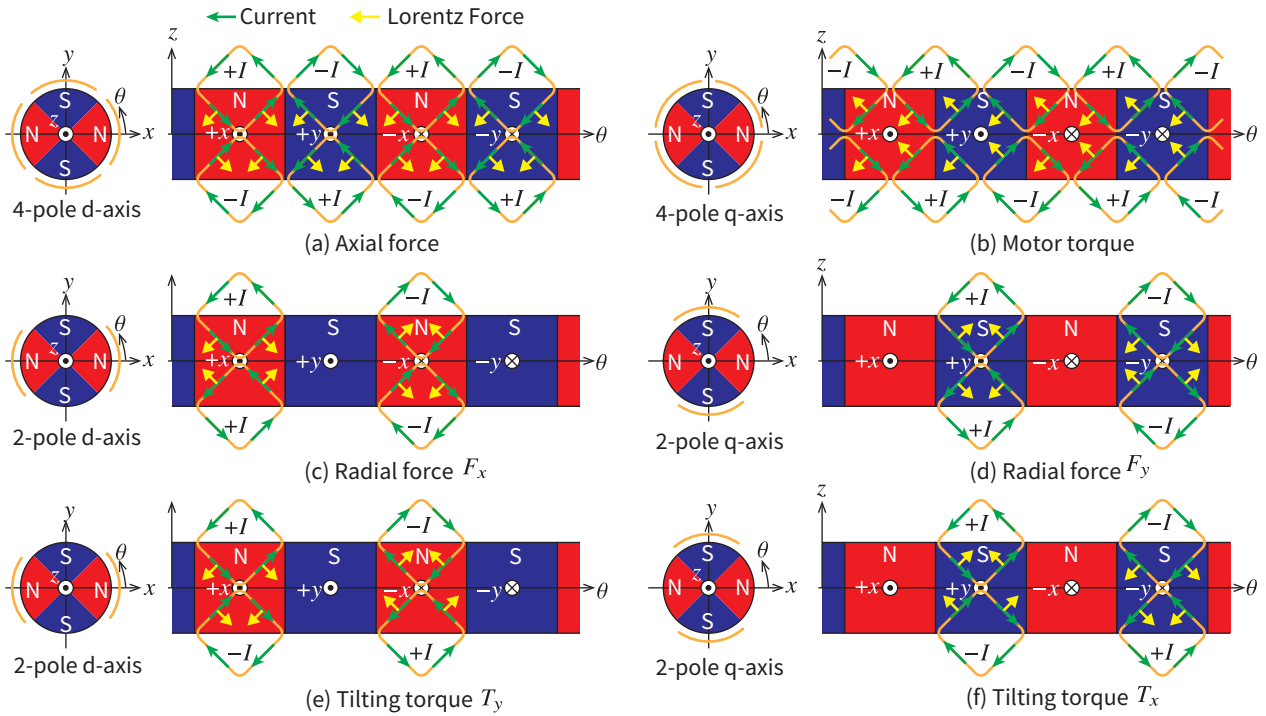 Current Lorentz Force
y
θ
x
z
S
N N
S
4-pole d-axis
z
+I −I +I −I
N S N S
+x +y −x −y θ
−I +I −I +I
(a) Axial force
y
θ
x
z
S
N N
S
4-pole q-axis
z
−I +I −I +I −I
N S N S
+x +y −x −y θ
−I +I −I +I −I
(b) Motor torque
y
θ
x
z
S
N N
S
2-pole d-axis
+I −I
N S N S
+x +y −x −y θ
+I −I
(c) Radial force Fx
y
θ
x
z
S
N N
S
2-pole q-axis
z
+I −I
N S N S
+x +y −x −y θ
+I −I
(d) Radial force Fy
y
θ
x
z
S
N N
S
2-pole d-axis
+I −I
N S N S
+x +y −x −y θ
−I +I
(e) Tilting torque Ty
y
θ
x
z
S
N N
S
2-pole q-axis
z
+I −I
N S N S
+x +y −x −y θ
−I +I
(f) Tilting torque Tx